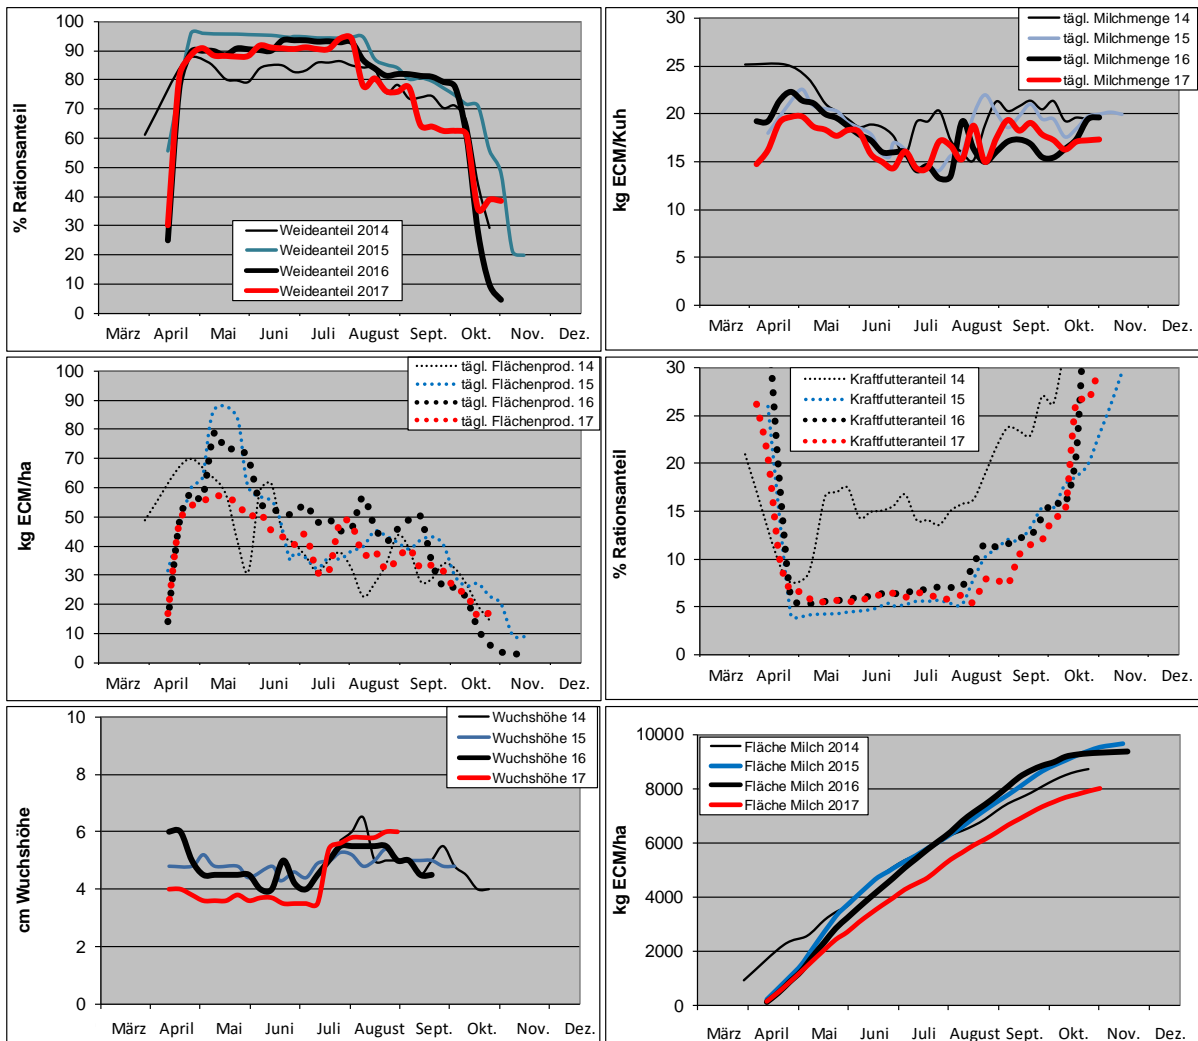 100
90
80
70
60
50
40
30
20
10
0
% Rationsanteil
Weideanteil 2014
Weideanteil 2015
Weideanteil 2016
Weideanteil 2017
März April Mai Juni Juli August Sept. Okt. Nov. Dez.
30
25
20
15
10
5
0
kg ECM/Kuh
tägl. Milchmenge 14
tägl. Milchmenge 15
tägl. Milchmenge 16
tägl. Milchmenge 17
März April Mai Juni Juli August Sept. Okt. Nov. Dez.
100
90
80
70
60
50
40
30
20
10
0
kg ECM/ha
tägl. Flächenprod. 14
tägl. Flächenprod. 15
tägl. Flächenprod. 16
tägl. Flächenprod. 17
März April Mai Juni Juli August Sept. Okt. Nov. Dez.
30
25
20
15
10
5
0
% Rationsanteil
Kraftfutteranteil 14
Kraftfutteranteil 15
Kraftfutteranteil 16
Kraftfutteranteil 17
März April Mai Juni Juli August Sept. Okt. Nov. Dez.
10
8
6
4
2
0
cm Wuchshöhe
Wuchshöhe 14
Wuchshöhe 15
Wuchshöhe 16
Wuchshöhe 17
März April Mai Juni Juli August Sept. Okt. Nov. Dez.
10000
8000
6000
4000
2000
0
kg ECM/ha
Fläche Milch 2014
Fläche Milch 2015
Fläche Milch 2016
Fläche Milch 2017
März April Mai Juni Juli August Sept. Okt. Nov. Dez.